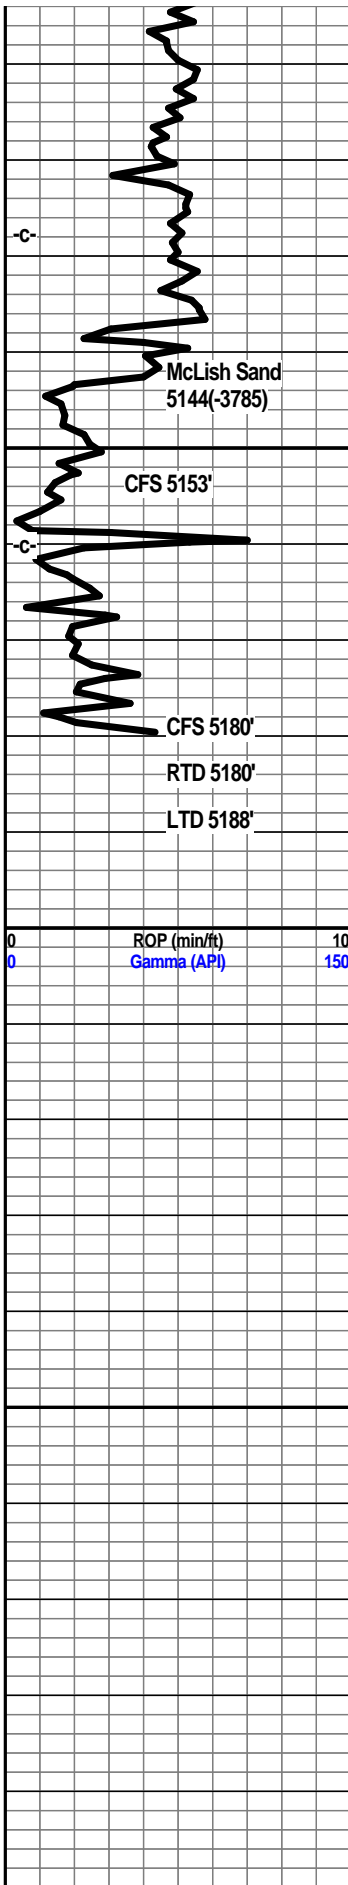 -C-
McLish Sand
5144(-3785)
CFS 5153'
-C-
CFS 5180'
RTD 5180'
LTD 5188'
0 ROP (min/ft) 10
0 Gamma (API) 150